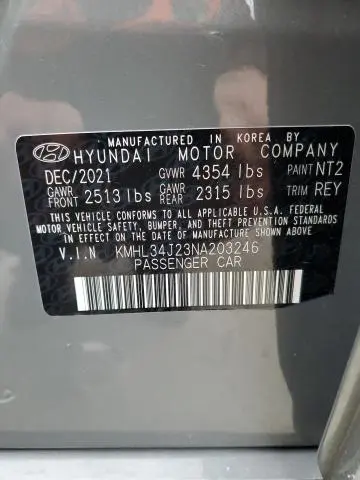 MANUFACTURED IN KOREA BY
HYUNDAI MOTOR COMPANY
DEC/2021 GVWR 4354 lbs PAINT NT2
GAWR FRONT 2513 lbs GAWR REAR 2315 lbs TRIM REY
THIS VEHICLE CONFORMS TO ALL APPLICABLE U.S.A. FEDERAL
MOTOR VEHICLE SAFETY, BUMPER, AND THEFT PREVENTION
STANDARDS IN EFFECT ON THE DATE OF MANUFACTURE SHOWN ABOVE.
V.I.N KMHL34J23NA203246
PASSENGER CAR